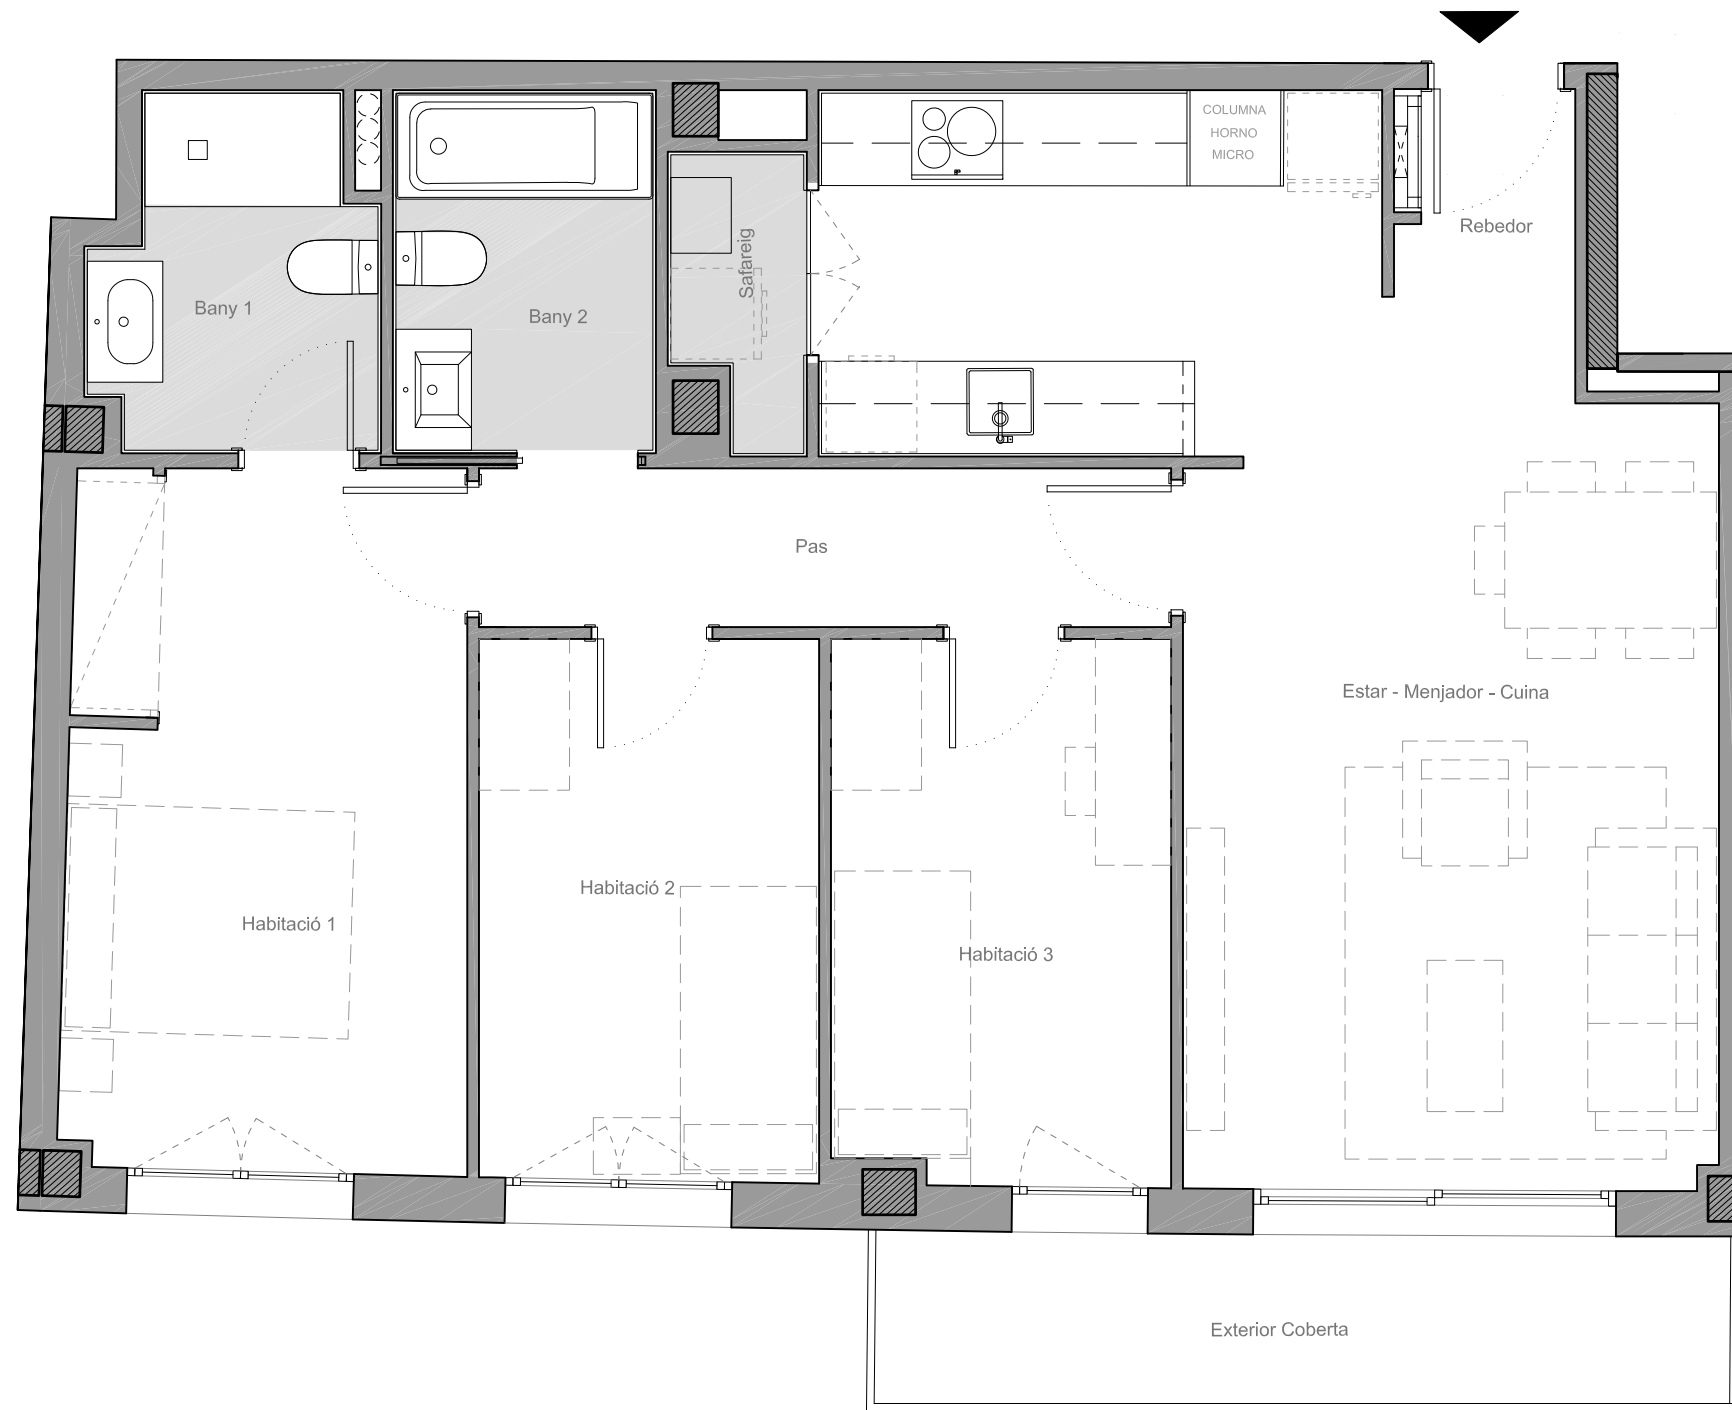 COLUMNA
HORNO
MICRO
Rebedor
Safareig
Bany 1
Bany 2
Pas
Estar - Menjador - Cuina
Habitació 2
Habitació 1
Habitació 3
Exterior Coberta